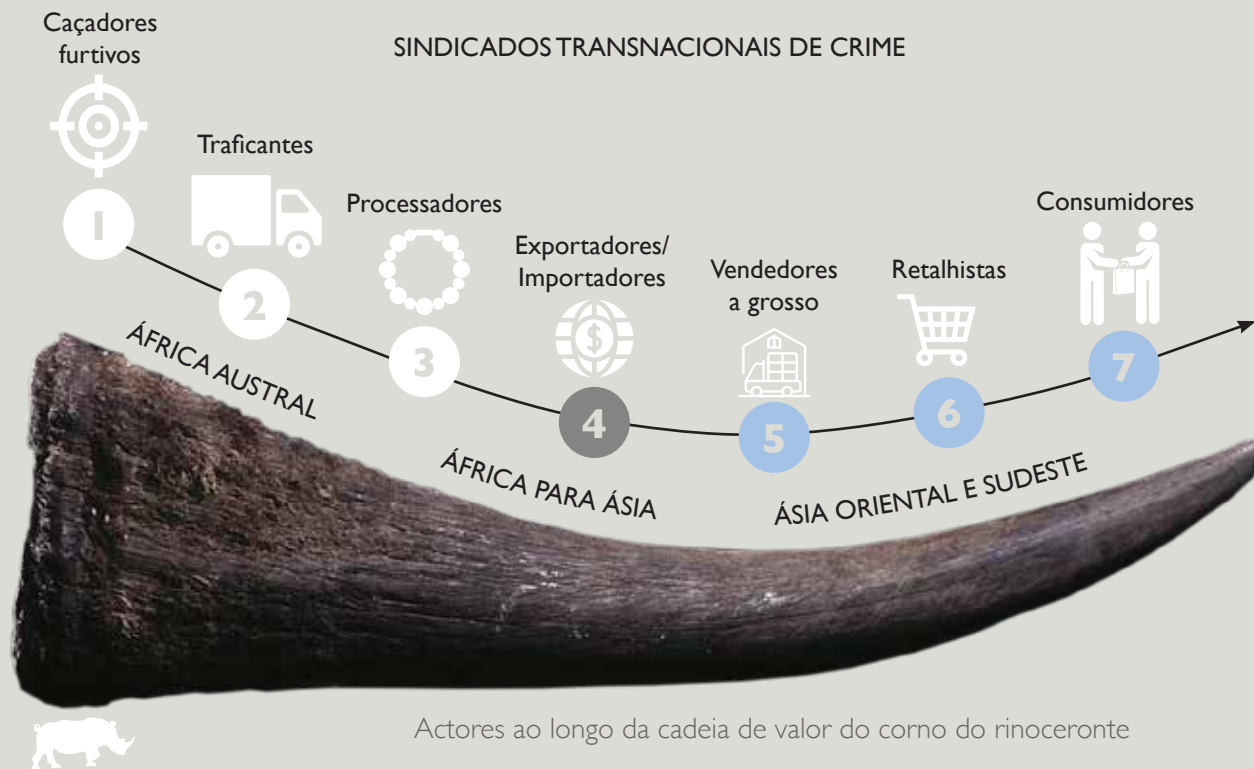 Caçadores
furtivos
SINDICADOS TRANSNACIONAIS DE CRIME
1
Traficantes
2
Processadores
3
Exportadores/
Importadores
$
4
Vendedores
a grosso
5
Retalhistas
6
Consumidores
7
ÁFRICA AUSTRAL
ÁFRICA PARA ÁSIA
ÁSIA ORIENTAL E SUDESTE
Actores ao longo da cadeia de valor do corno do rinoceronte